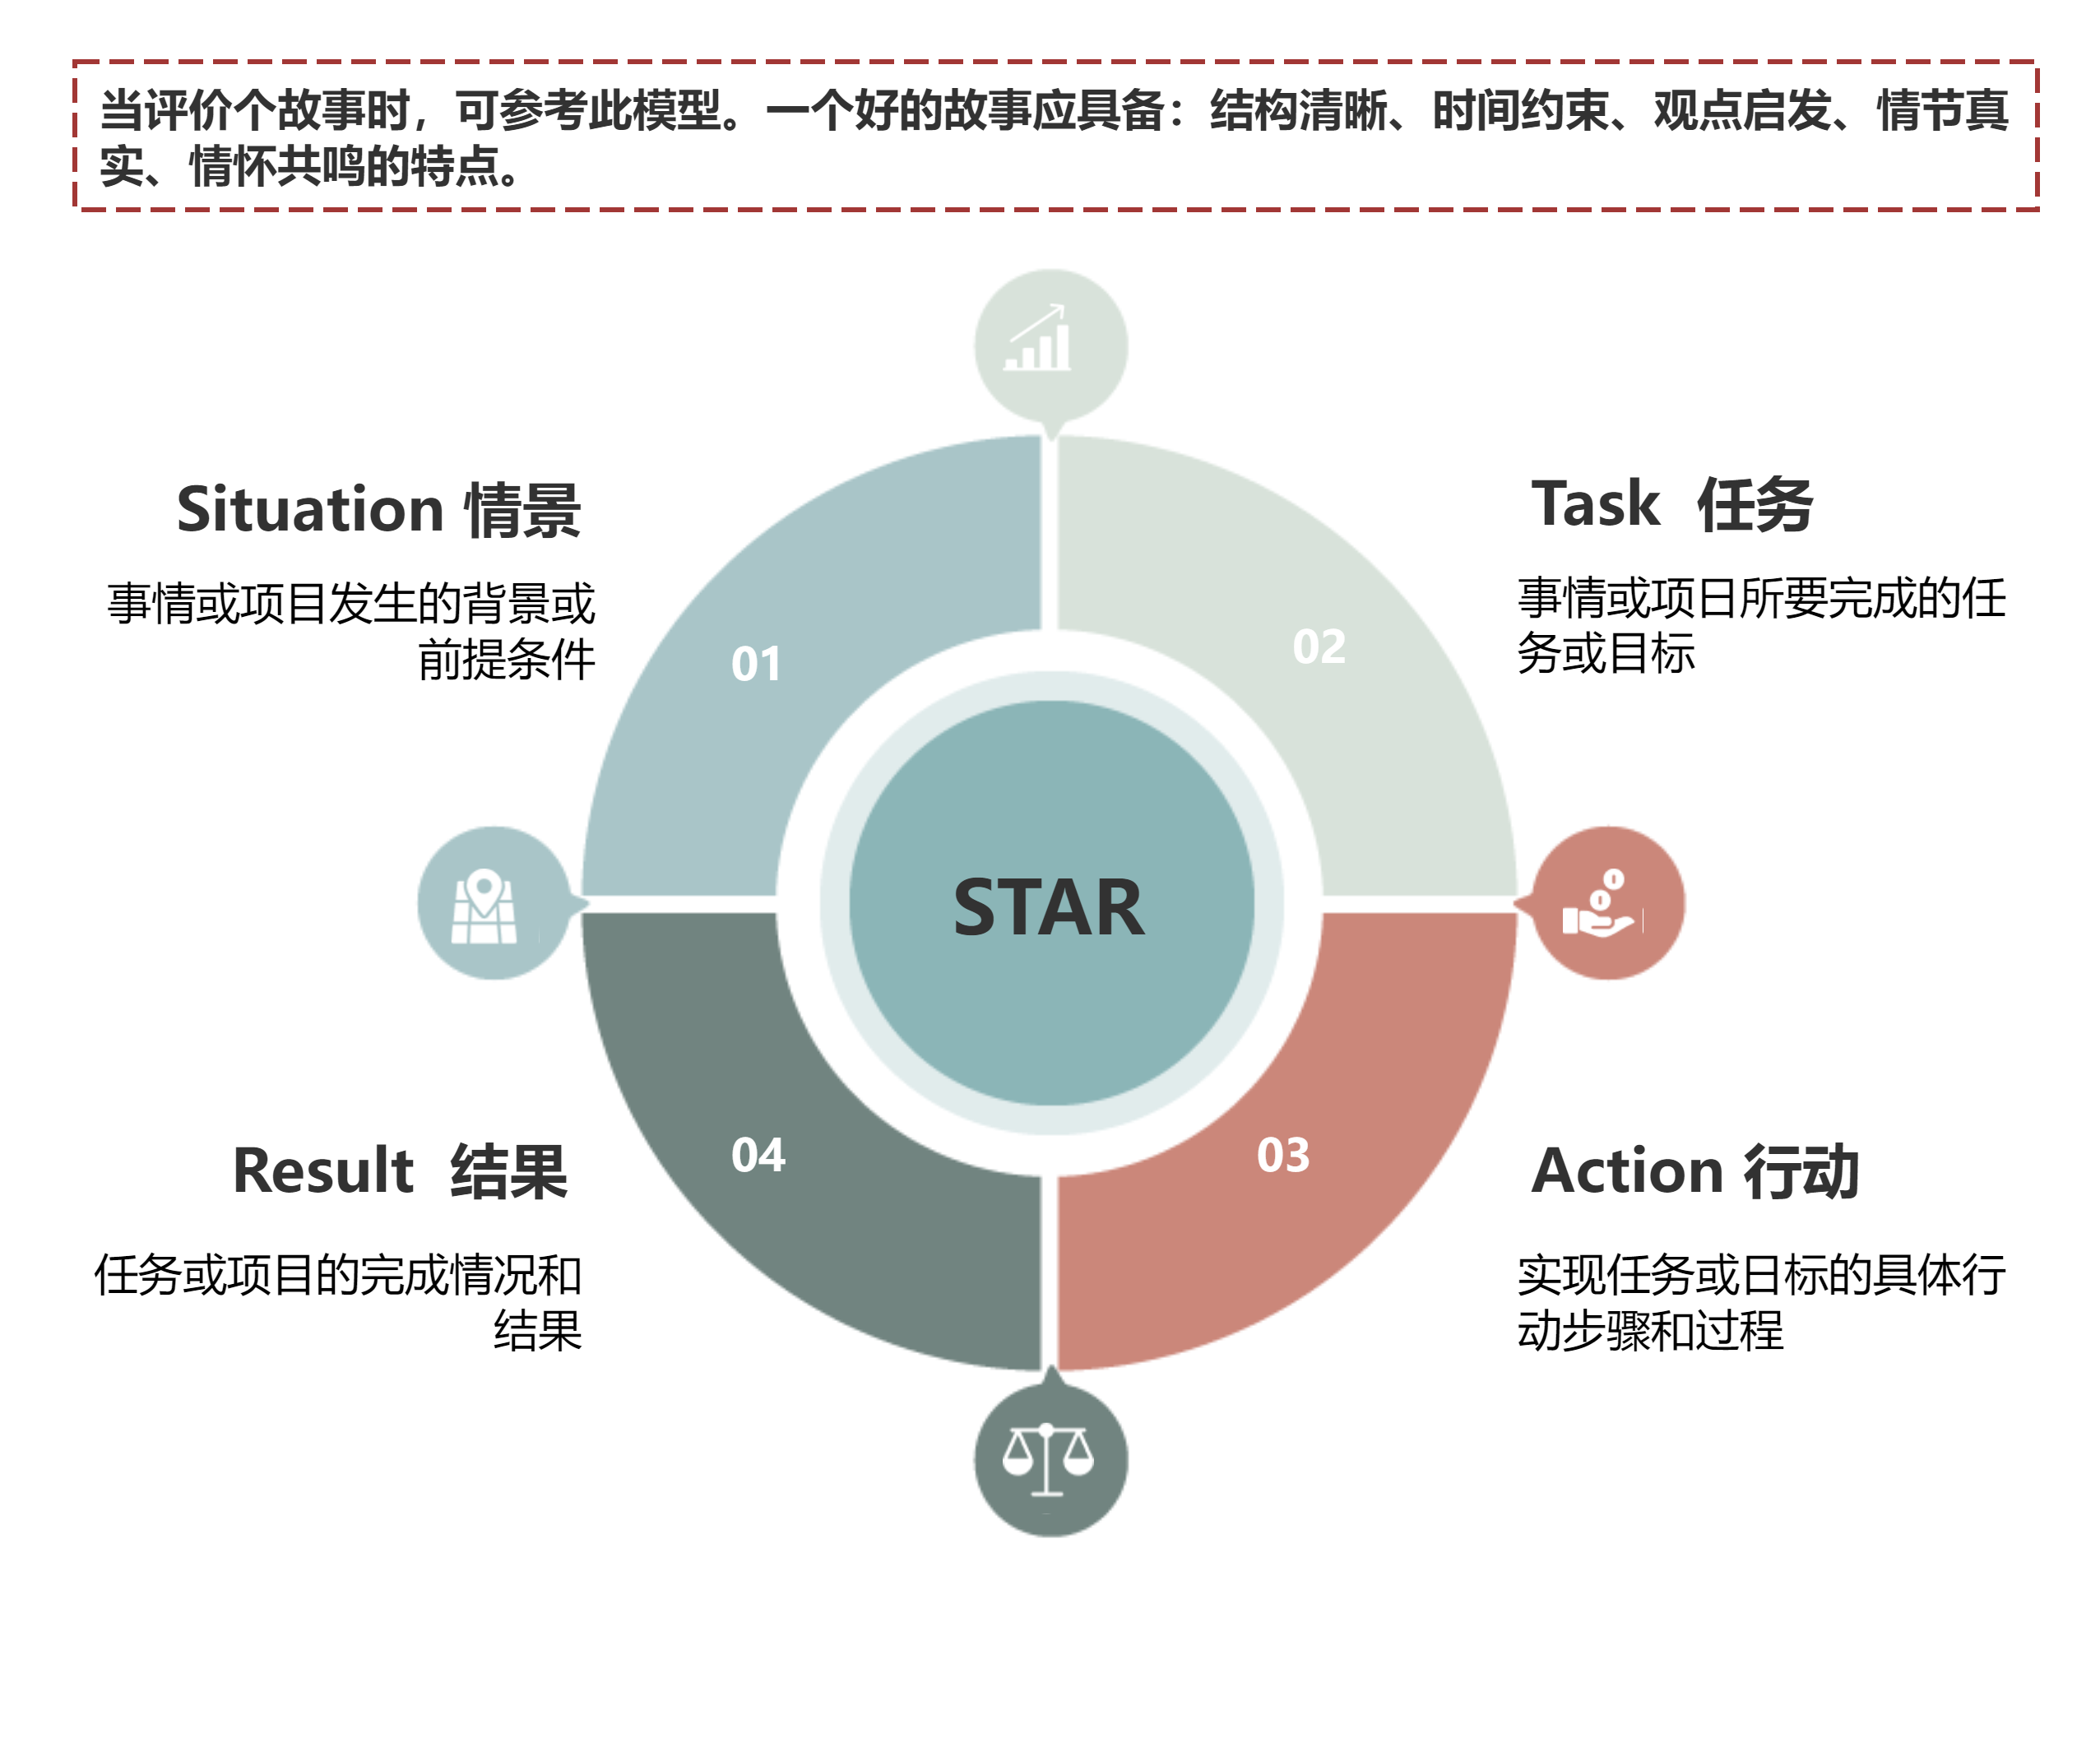 当评价个故事时，可参考此模型。一个好的故事应具备：结构清晰、时间约束、观点启发、情节真
实、情怀共鸣的特点。
Situation 情景
事情或项目发生的背景或
前提条件
01
Task 任务
事情或项日所要完成的任
务或目标
02
STAR
Result 结果
任务或项目的完成情况和
结果
04
Action 行动
实现任务或日标的具体行
动步骤和过程
03